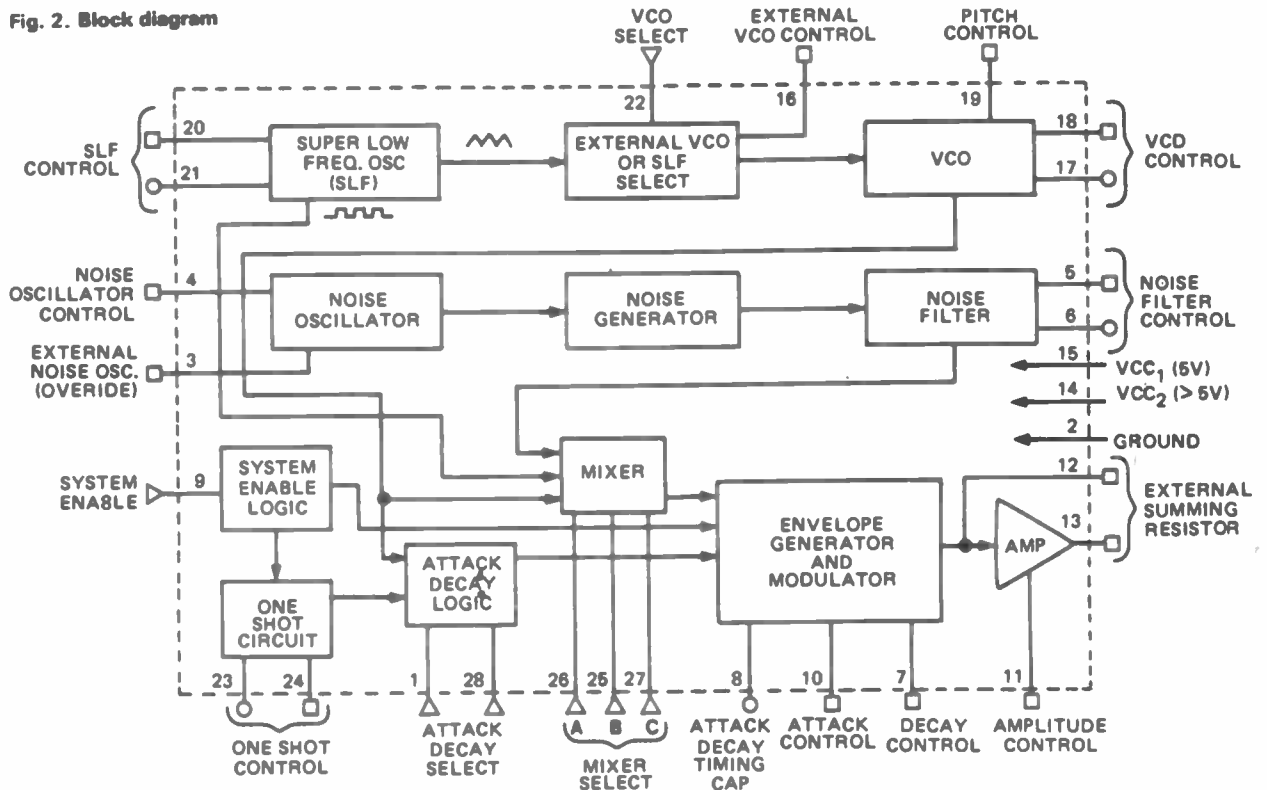 Fig. 2. Block diagram
VCO
SELECT
EXTERNAL
VCO CONTROL
PITCH
CONTROL
22
16
19
SLF
CONTROL
20
21
SUPER LOW
FREQ. OSC
(SLF)
EXTERNAL VCO
OR SLF
SELECT
VCO
18
17
VCD
CONTROL
NOISE
OSCILLATOR
CONTROL
4
NOISE
OSCILLATOR
NOISE
GENERATOR
NOISE
FILTER
5
6
NOISE
FILTER
CONTROL
EXTERNAL
NOISE OSC.
(OVERIDE)
3
15
VCC1 (5V)
14
VCC2 (> 5V)
2
GROUND
SYSTEM
ENA8LE
9
SYSTEM
ENABLE
LOGIC
MIXER
12
13
EXTERNAL
SUMMING
RESISTOR
ENVELOPE
GENERATOR
AND
MODULATOR
AMP
ATTACK
DECAY
LOGIC
ONE
SHOT
CIRCUIT
23
24
1
28
26
25
27
8
10
7
11
A
B
C
ONE SHOT
CONTROL
ATTACK
DECAY
SELECT
MIXER
SELECT
ATTACK
DECAY
TIMING
CAP
ATTACK
CONTROL
DECAY
CONTROL
AMPLITUDE
CONTROL